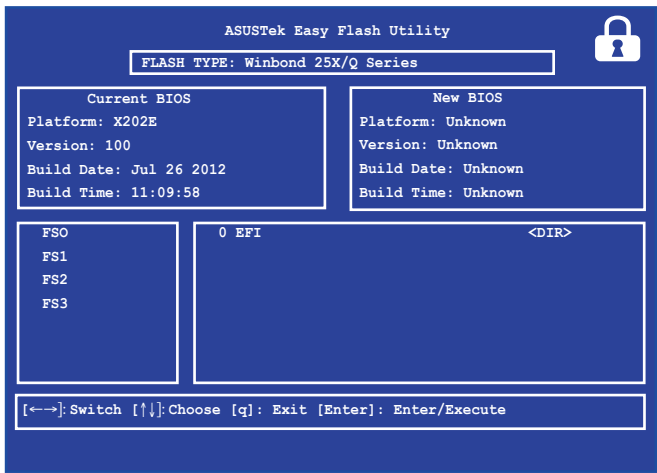 ASUSTek Easy Flash Utility
FLASH TYPE: Winbond 25X/Q Series
Current BIOS
Platform: X202E
Version: 100
Build Date: Jul 26 2012
Build Time: 11:09:58
New BIOS
Platform: Unknown
Version: Unknown
Build Date: Unknown
Build Time: Unknown
FSO
FS1
FS2
FS3
0 EFI <DIR>
[←→]: Switch [↑↓]: Choose [q]: Exit [Enter]: Enter/Execute